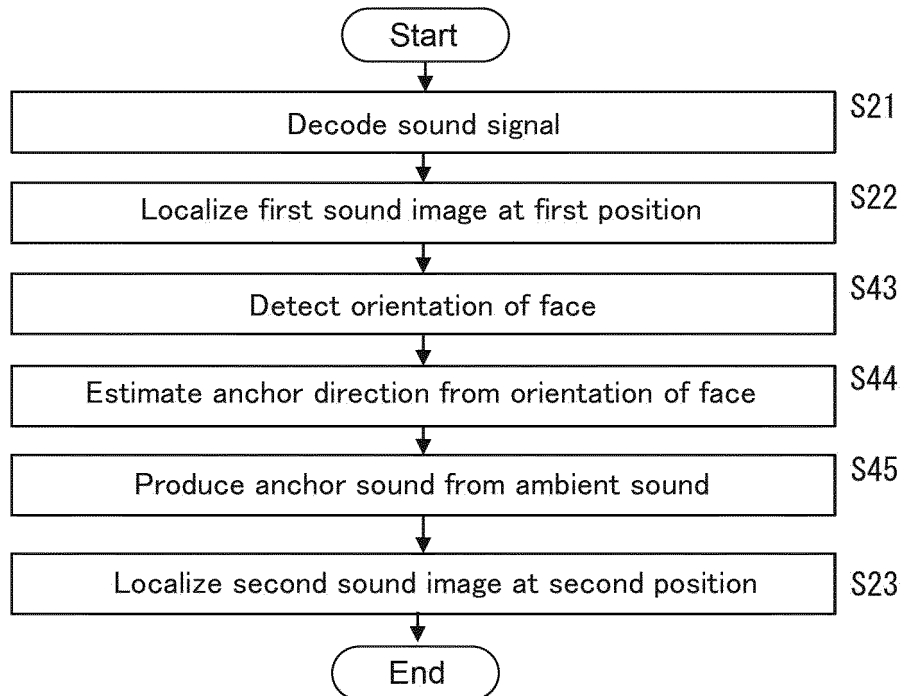 Start
Decode sound signal
S21
Localize first sound image at first position
S22
Detect orientation of face
S43
Estimate anchor direction from orientation of face
S44
Produce anchor sound from ambient sound
S45
Localize second sound image at second position
S23
End